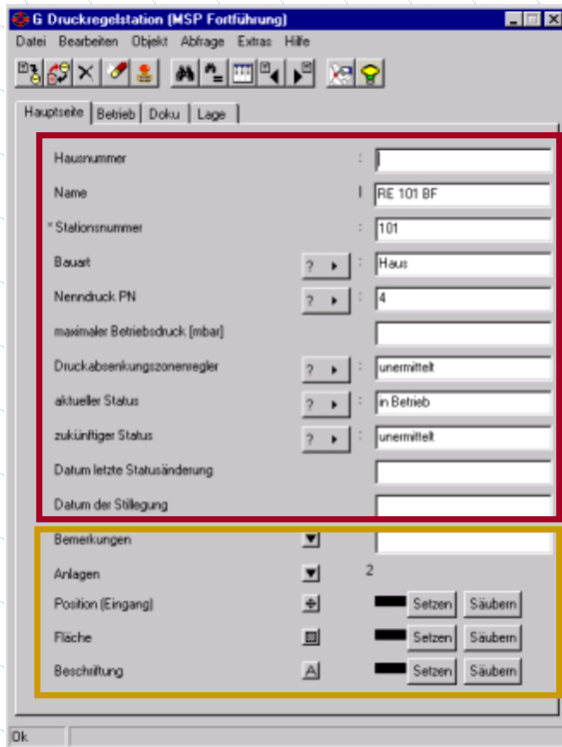 G Druckregelstation (MSP Fortführung)
Datei Bearbeiten Objekt Abfrage Extras Hilfe
Hauptseite Betrieb Doku Lage
Hausnummer :
Name | RE 101 BF
* Stationsnummer : 101
Bauart ? : Haus
Nenndruck PN ? : 4
maximaler Betriebsdruck [mbar]
Druckabsenkungszonenregler ? : unermittelt
aktueller Status ? : in Betrieb
zukünftiger Status ? : unermittelt
Datum letzte Statusänderung
Datum der Stillegung
Bemerkungen
Anlagen 2
Position (Eingang) Setzen Säubern
Fläche Setzen Säubern
Beschriftung A Setzen Säubern
Ok